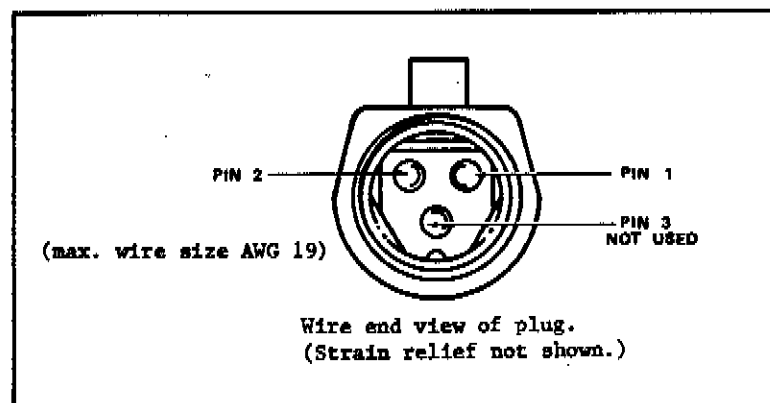 PIN 2
PIN 1
PIN 3
NOT USED
(max. wire size AWG 19)
Wire end view of plug.
(Strain relief not shown.)